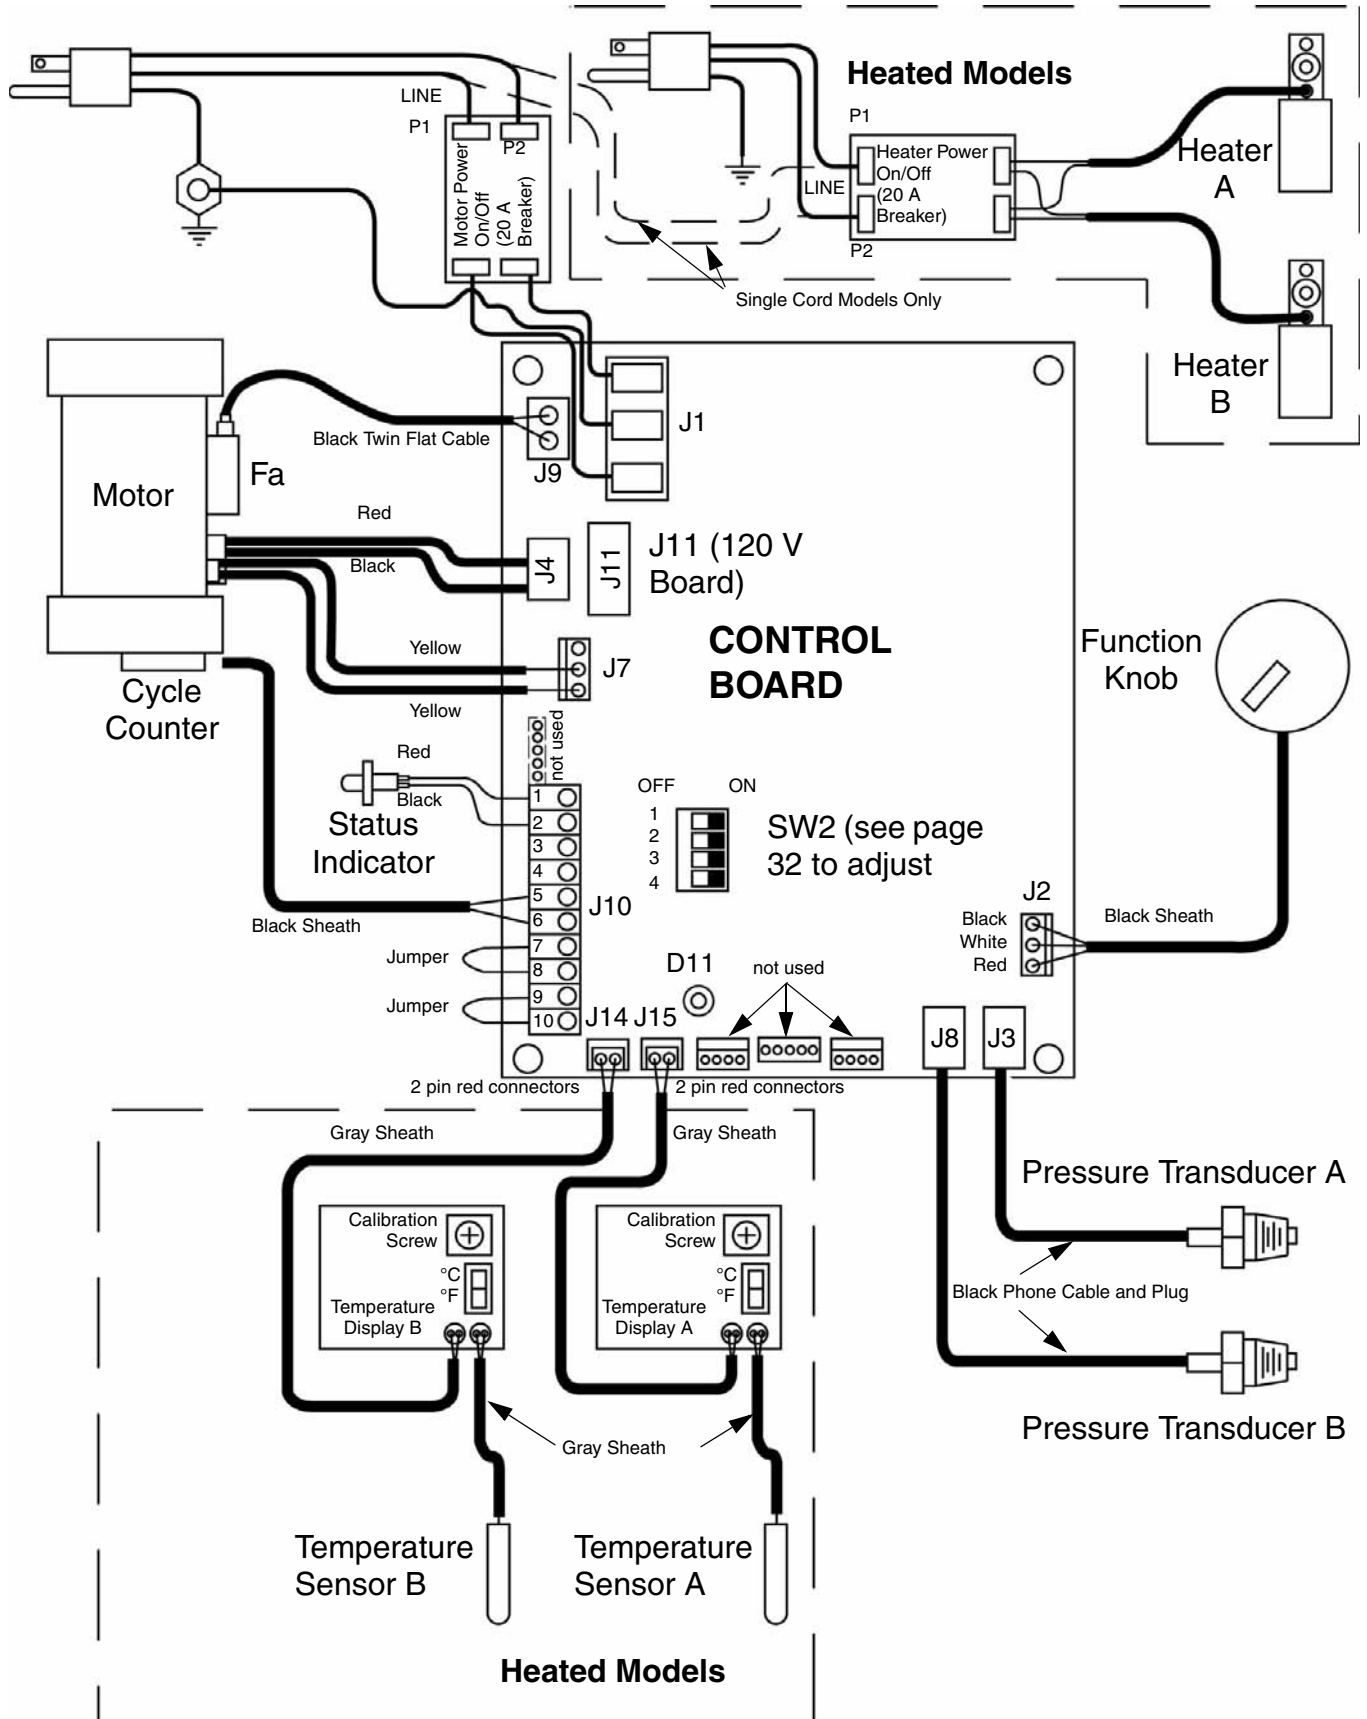 Heated Models
LINE
P1
P2
Motor Power
On/Off
(20 A
Breaker)
P1
Heater Power
On/Off
(20 A
Breaker)
LINE
P2
Heater
A
Single Cord Models Only
Heater
B
Motor
Fa
Black Twin Flat Cable
J9
J1
Red
Black
J4
J11
J11 (120 V
Board)
CONTROL
BOARD
Function
Knob
Yellow
J7
Yellow
Cycle
Counter
not used
Red
Black
Status
Indicator
1
2
3
4
5
6
7
8
9
10
J10
OFF
ON
1
2
3
4
SW2 (see page
32 to adjust
Black Sheath
Jumper
Jumper
J2
Black
White
Red
Black Sheath
D11
not used
J14
J15
J8
J3
2 pin red connectors
2 pin red connectors
Gray Sheath
Gray Sheath
Pressure Transducer A
Calibration
Screw
°C
°F
Temperature
Display B
Calibration
Screw
°C
°F
Temperature
Display A
Black Phone Cable and Plug
Pressure Transducer B
Gray Sheath
Temperature
Sensor B
Temperature
Sensor A
Heated Models